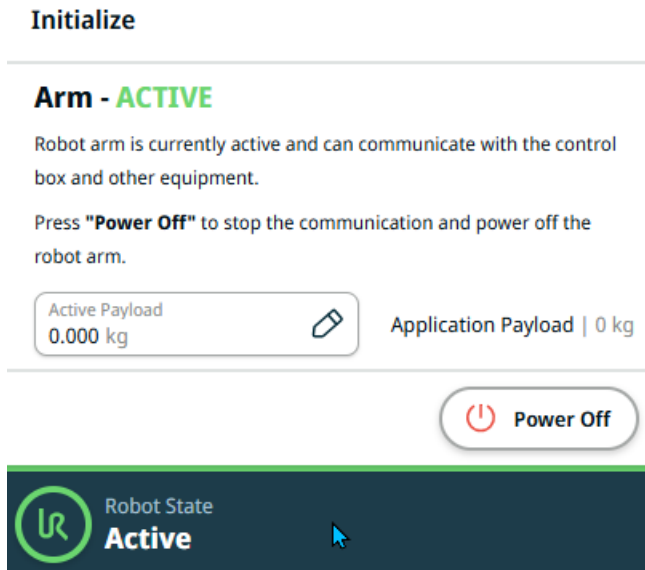 Initialize
Arm - ACTIVE
Robot arm is currently active and can communicate with the control
box and other equipment.
Press "Power Off" to stop the communication and power off the
robot arm.
Active Payload
0.000 kg
Application Payload | 0 kg
Power Off
UR
Robot State
Active